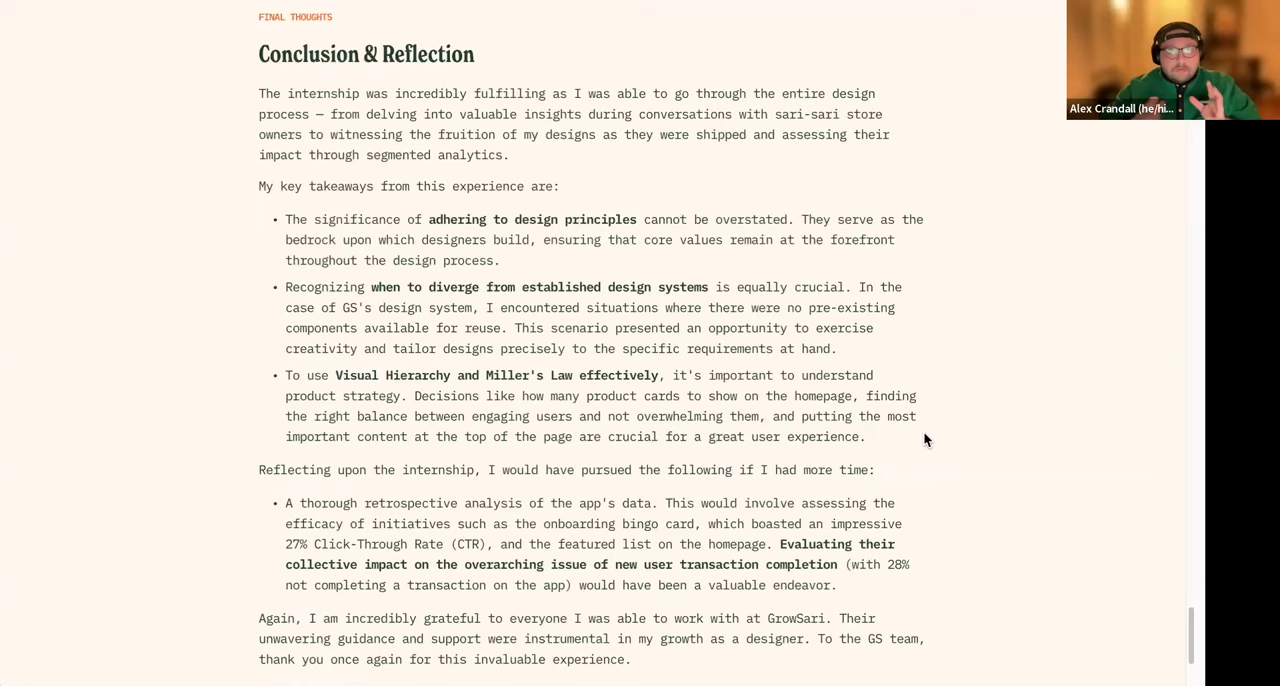 FINAL THOUGHTS
Conclusion & Reflection
The internship was incredibly fulfilling as I was able to go through the entire design
process — from delving into valuable insights during conversations with sari-sari store
owners to witnessing the fruition of my designs as they were shipped and assessing their
impact through segmented analytics.
My key takeaways from this experience are:
• The significance of adhering to design principles cannot be overstated. They serve as the
bedrock upon which designers build, ensuring that core values remain at the forefront
throughout the design process.
• Recognizing when to diverge from established design systems is equally crucial. In the
case of GS's design system, I encountered situations where there were no pre-existing
components available for reuse. This scenario presented an opportunity to exercise
creativity and tailor designs precisely to the specific requirements at hand.
• To use Visual Hierarchy and Miller's Law effectively, it's important to understand
product strategy. Decisions like how many product cards to show on the homepage, finding
the right balance between engaging users and not overwhelming them, and putting the most
important content at the top of the page are crucial for a great user experience.
Reflecting upon the internship, I would have pursued the following if I had more time:
• A thorough retrospective analysis of the app's data. This would involve assessing the
efficacy of initiatives such as the onboarding bingo card, which boasted an impressive
27% Click-Through Rate (CTR), and the featured list on the homepage. Evaluating their
collective impact on the overarching issue of new user transaction completion (with 28%
not completing a transaction on the app) would have been a valuable endeavor.
Again, I am incredibly grateful to everyone I was able to work with at GrowSari. Their
unwavering guidance and support were instrumental in my growth as a designer. To the GS team,
thank you once again for this invaluable experience.
Alex Crandall (he/hi...